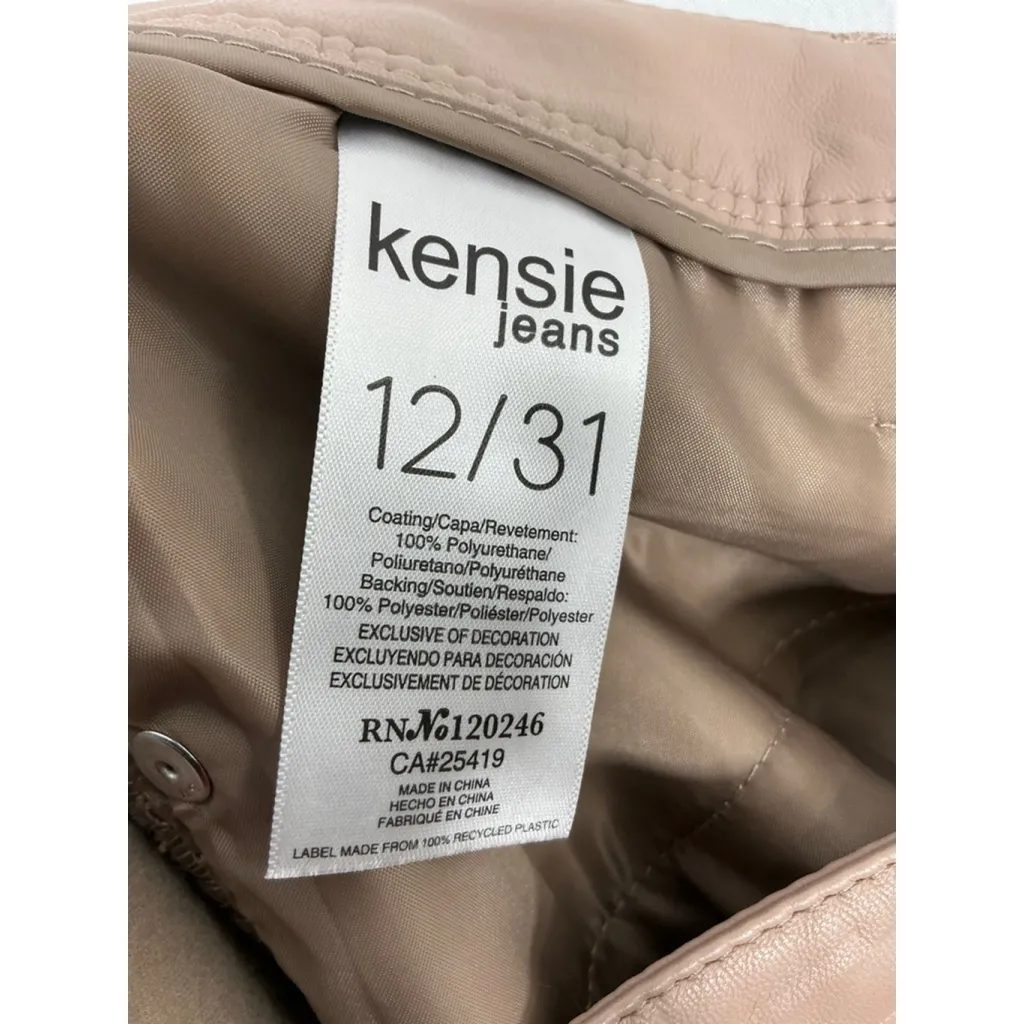 kensie
jeans
12/31
Coating/Capa/Revetement:
100% Polyurethane/
Poliuretano/Polyuréthane
Backing/Soutien/Respaldo:
100% Polyester/Poliéster/Polyester
EXCLUSIVE OF DECORATION
EXCLUYENDO PARA DECORACIÓN
EXCLUSIVEMENT DE DÉCORATION
RN№120246
CA#25419
MADE IN CHINA
HECHO EN CHINA
FABRIQUÉ EN CHINE
LABEL MADE FROM 100% RECYCLED PLASTIC